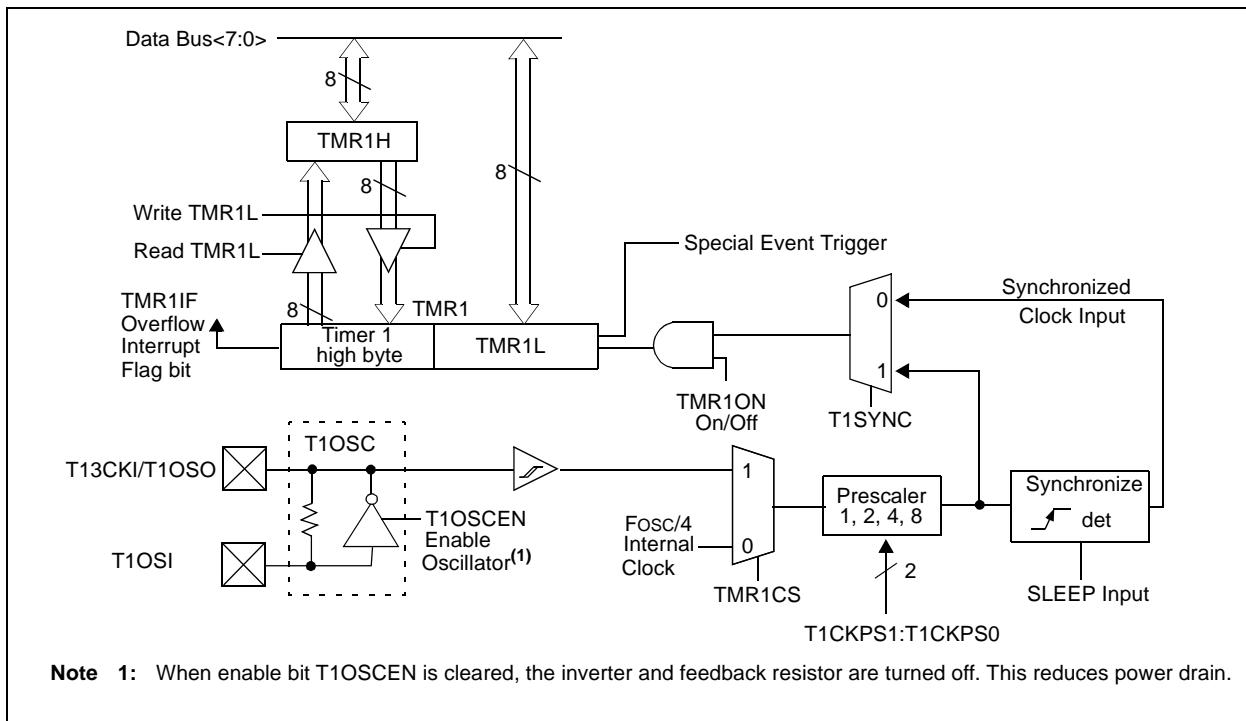 Data Bus<7:0>
8
TMR1H
8
8
Write TMR1L
Read TMR1L
Special Event Trigger
8
TMR1IF
Overflow
Interrupt
Flag bit
TMR1
Timer 1
high byte
TMR1L
0
1
Synchronized
Clock Input
TMR1ON
On/Off
T1SYNC
T1OSC
T13CKI/T1OSO
T1OSI
T1OSCEN
Enable
Oscillator(1)
1
0
FOSC/4
Internal
Clock
TMR1CS
Prescaler
1, 2, 4, 8
2
T1CKPS1:T1CKPS0
Synchronize
det
SLEEP Input
Note 1: When enable bit T1OSCEN is cleared, the inverter and feedback resistor are turned off. This reduces power drain.